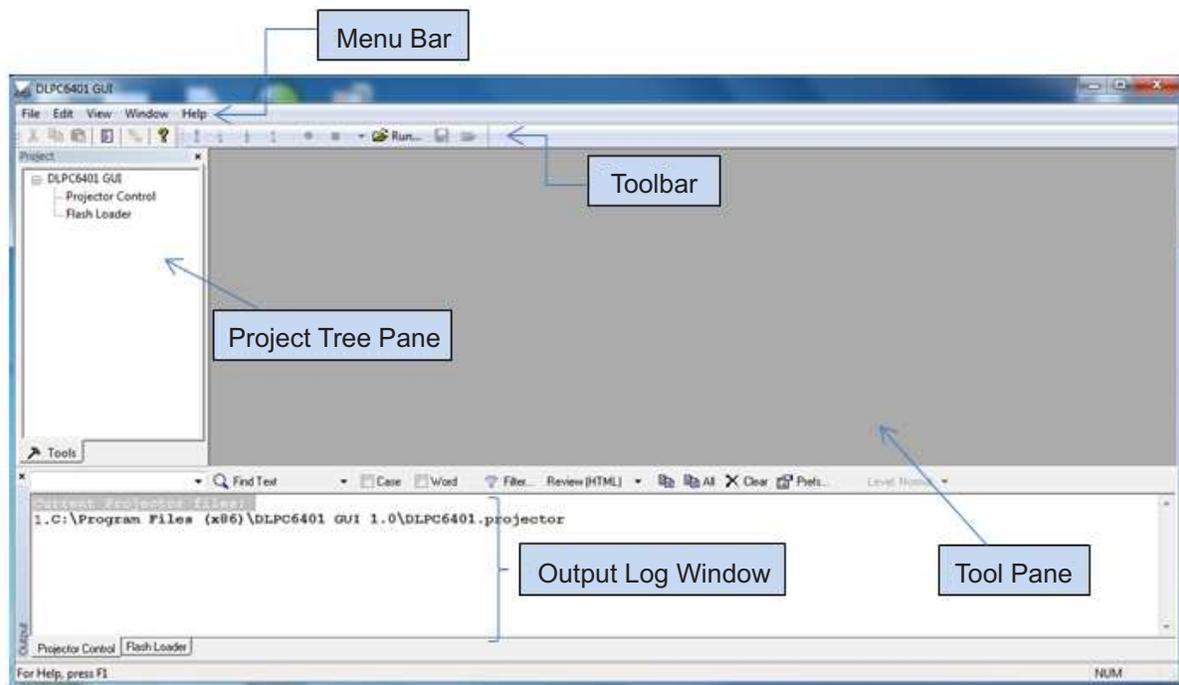 Menu Bar
DLPC6401 GUI
File Edit View Window Help
Run...
Toolbar
Project
DLPC6401 GUI
Projector Control
Flash Loader
Project Tree Pane
Tools
Find Text Case Word Filter... Review (HTML) All Clear Prefs... Level: Normal
Current Projector files:
1.C:\Program Files (x86)\DLPC6401 GUI 1.0\DLPC6401.projector
Output Log Window
Tool Pane
Output
Projector Control Flash Loader
For Help, press F1 NUM